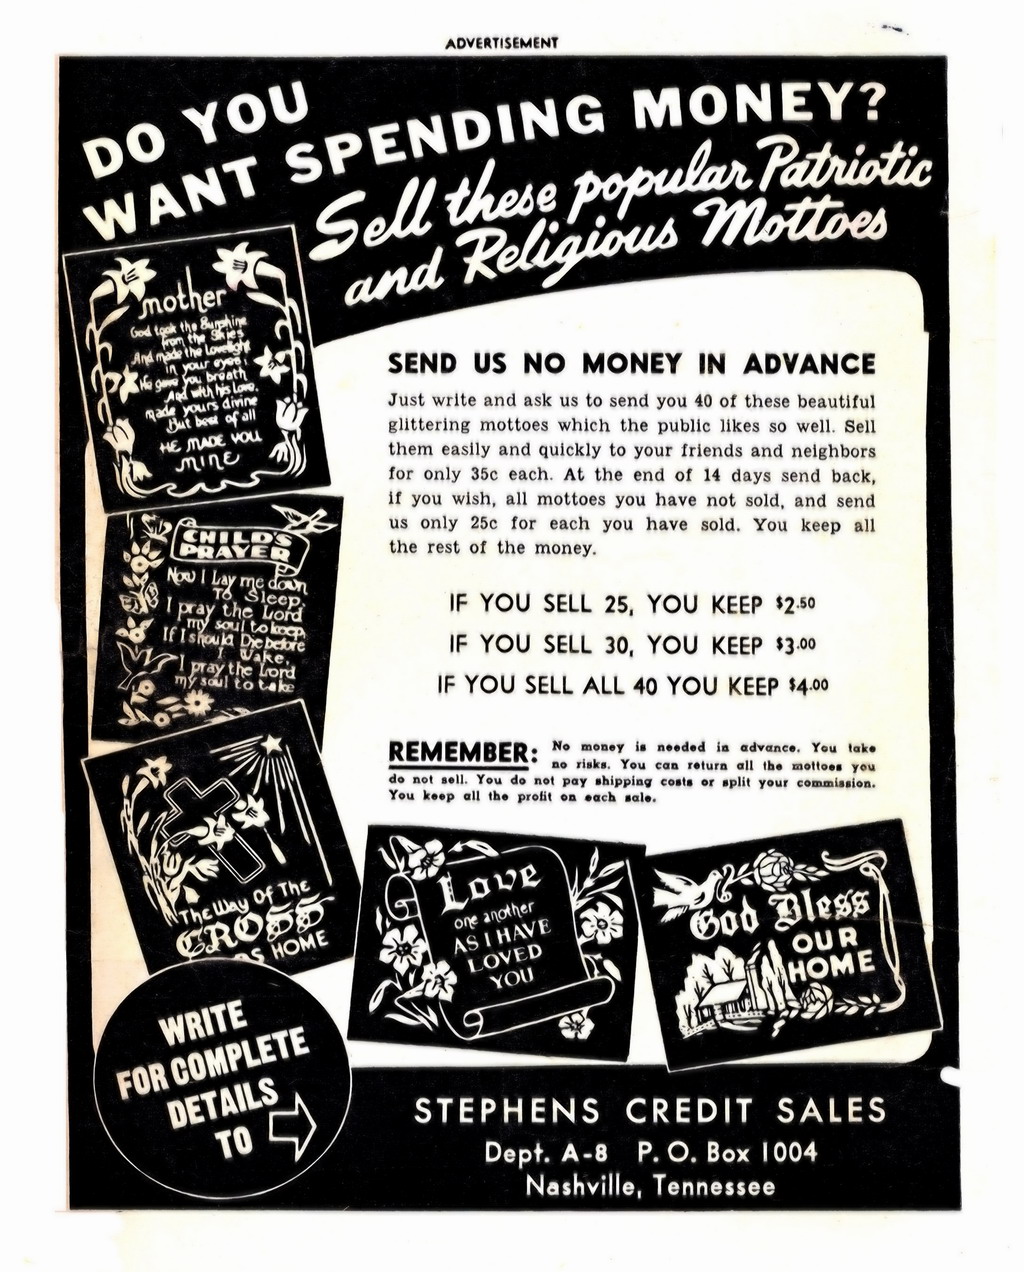 ADVERTISEMENT
DO YOU
WANT SPENDING MONEY?
Sell these popular Patriotic
and Religious Mottoes
mother
God took the Sunshine
from the Skies
And made the Lovelight
in your eyes;
He gave you breath
And with his Love,
made yours divine
But best of all
HE MADE YOU
MINE
CHILD'S
PRAYER
Now I Lay me down
To Sleep,
I pray the Lord
my soul to keep
If I should Die before
I Wake,
I pray the Lord
my soul to take
The Way Of The
CROSS
HOME
SEND US NO MONEY IN ADVANCE
Just write and ask us to send you 40 of these beautiful
glittering mottoes which the public likes so well. Sell
them easily and quickly to your friends and neighbors
for only 35c each. At the end of 14 days send back,
if you wish, all mottoes you have not sold, and send
us only 25c for each you have sold. You keep all
the rest of the money.
IF YOU SELL 25, YOU KEEP $2.50
IF YOU SELL 30, YOU KEEP $3.00
IF YOU SELL ALL 40 YOU KEEP $4.00
REMEMBER: No money is needed in advance. You take
no risks. You can return all the mottoes you
do not sell. You do not pay shipping costs or split your commission.
You keep all the profit on each sale.
Love
one another
AS I HAVE
LOVED
YOU
God Bless
OUR
HOME
WRITE
FOR COMPLETE
DETAILS
TO
STEPHENS CREDIT SALES
Dept. A-8 P. O. Box 1004
Nashville, Tennessee